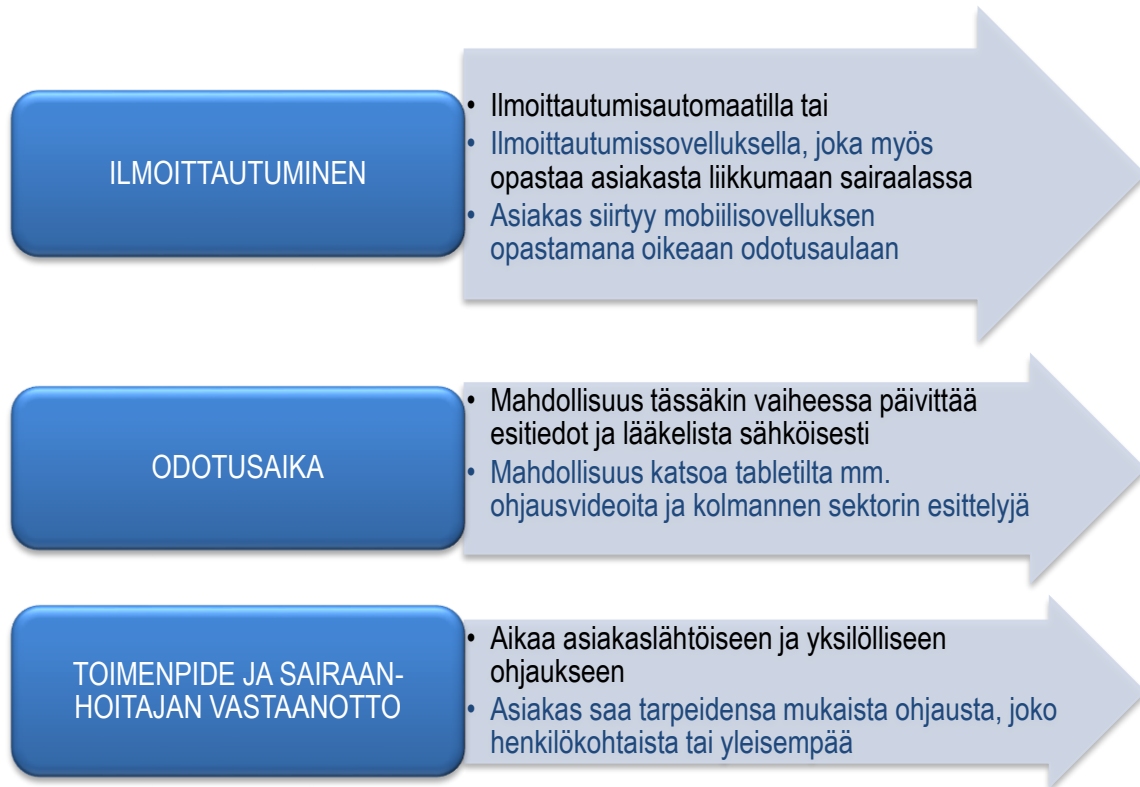 ILMOITTAUTUMINEN
• Ilmoittautumisautomaatilla tai
• Ilmoittautumissovelluksella, joka myös
opastaa asiakasta liikkumaan sairaalassa
• Asiakas siirtyy mobiilisovelluksen
opastamana oikeaan odotusaulaan
ODOTUSAIKA
• Mahdollisuus tässäkin vaiheessa päivittää
esitiedot ja lääkelista sähköisesti
• Mahdollisuus katsoa tabletilta mm.
ohjausvideoita ja kolmannen sektorin esittelyjä
TOIMENPIDE JA SAIRAAN-
HOITAJAN VASTAANOTTO
• Aikaa asiakaslähtöiseen ja yksilölliseen
ohjaukseen
• Asiakas saa tarpeidensa mukaista ohjausta, joko
henkilökohtaista tai yleisempää